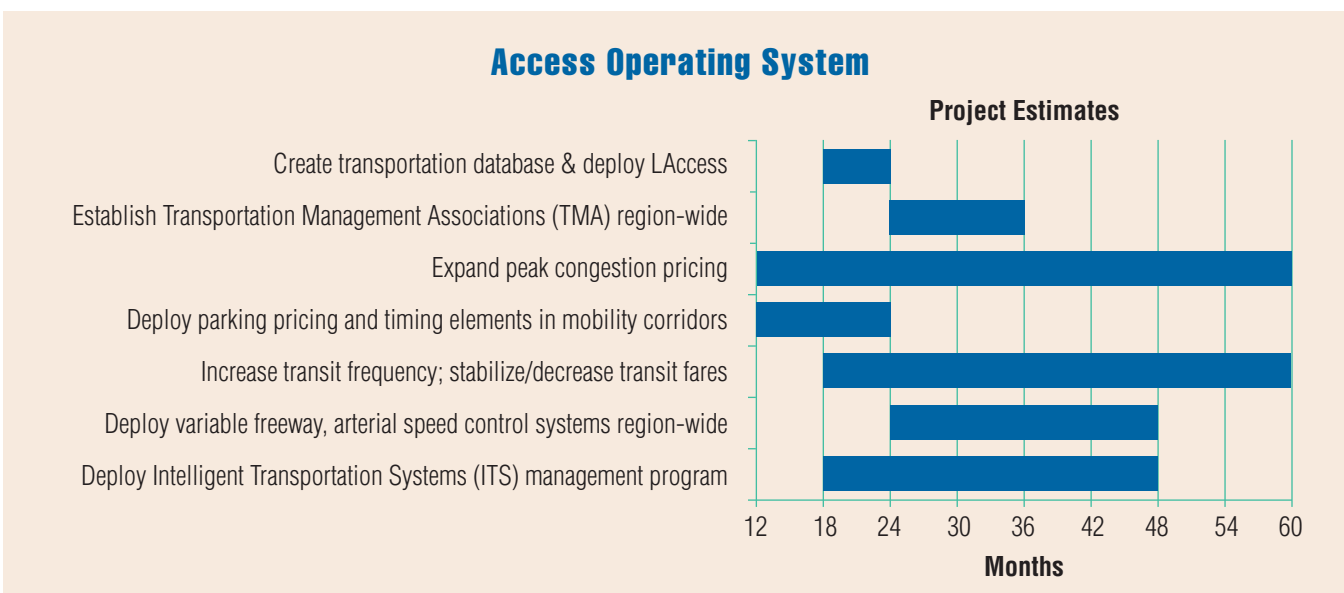 Access Operating System
Project Estimates
Create transportation database & deploy LAccess
Establish Transportation Management Associations (TMA) region-wide
Expand peak congestion pricing
Deploy parking pricing and timing elements in mobility corridors
Increase transit frequency; stabilize/decrease transit fares
Deploy variable freeway, arterial speed control systems region-wide
Deploy Intelligent Transportation Systems (ITS) management program
12 18 24 30 36 42 48 54 60
Months